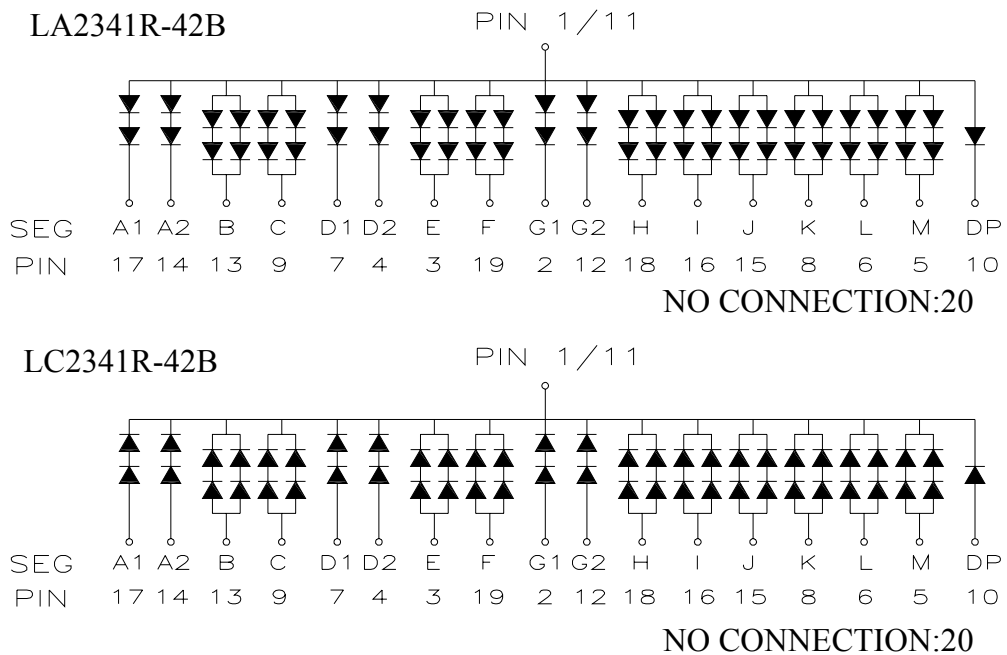 LA2341R-42B PIN 1/11
SEG A1 A2 B C D1 D2 E F G1 G2 H I J K L M DP
PIN 17 14 13 9 7 4 3 19 2 12 18 16 15 8 6 5 10
NO CONNECTION:20
LC2341R-42B PIN 1/11
SEG A1 A2 B C D1 D2 E F G1 G2 H I J K L M DP
PIN 17 14 13 9 7 4 3 19 2 12 18 16 15 8 6 5 10
NO CONNECTION:20